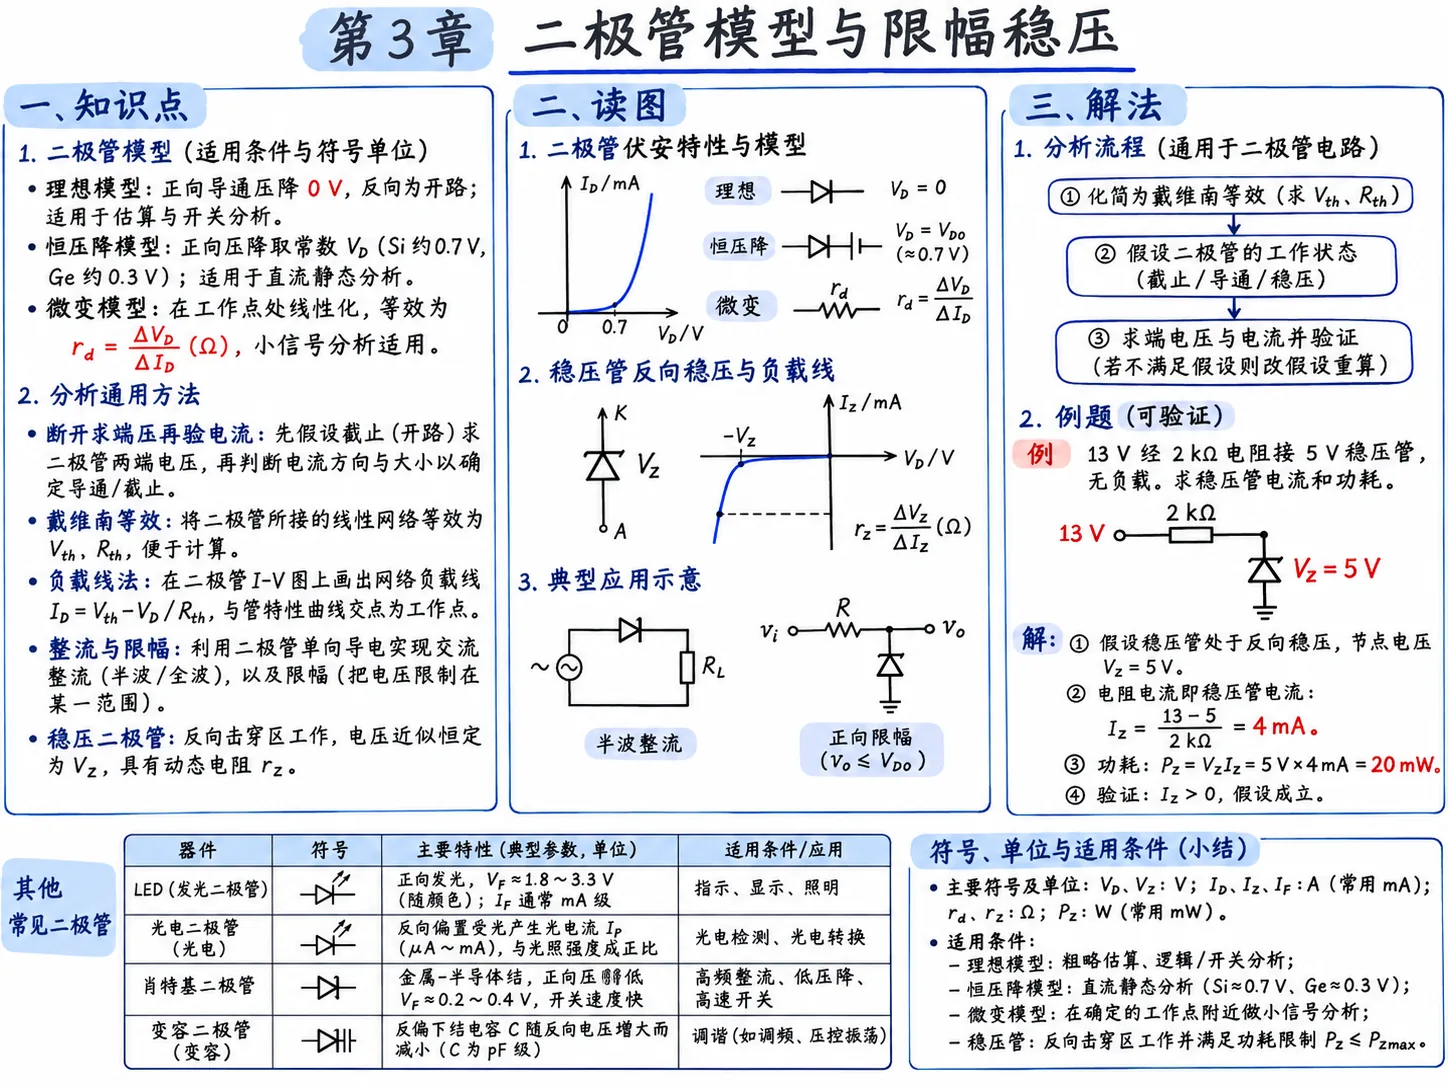 第3章 二极管模型与限幅稳压
一、知识点
1. 二极管模型（适用条件与符号单位）
• 理想模型：正向导通压降 0 V，反向为开路；
适用于估算与开关分析。
• 恒压降模型：正向压降取常数 V_D (Si 约0.7 V,
Ge 约 0.3 V)；适用于直流静态分析。
• 微变模型：在工作点处线性化，等效为
r_d = ΔV_D / ΔI_D (Ω)，小信号分析适用。
2. 分析通用方法
• 断开求端压再验电流：先假设截止(开路)求
二极管两端电压，再判断电流方向与大小以确
定导通/截止。
• 戴维南等效：将二极管所接的线性网络等效为
V_th、R_th，便于计算。
• 负载线法：在二极管I-V图上画出网络负载线
I_D = V_th - V_D / R_th，与管特性曲线交点为工作点。
• 整流与限幅：利用二极管单向导电实现交流
整流（半波/全波），以及限幅（把电压限制在
某一范围）。
• 稳压二极管：反向击穿区工作，电压近似恒定
为 V_Z，具有动态电阻 r_Z。
二、读图
1. 二极管伏安特性与模型
I_D/mA
0
0.7
V_D/V
理想
V_D = 0
恒压降
V_D = V_D0
(≈0.7 V)
微变
r_d
r_d = ΔV_D / ΔI_D
2. 稳压管反向稳压与负载线
K
V_Z
A
I_Z/mA
-V_Z
V_D/V
r_Z = ΔV_Z / ΔI_Z (Ω)
3. 典型应用示意
~
R_L
半波整流
R
v_i
v_o
正向限幅
(v_o ≤ V_D0)
三、解法
1. 分析流程（通用于二极管电路）
① 化简为戴维南等效（求 V_th、R_th）
② 假设二极管的工作状态
（截止/导通/稳压）
③ 求端电压与电流并验证
（若不满足假设则改假设重算）
2. 例题（可验证）
例
13 V 经 2 kΩ 电阻接 5 V 稳压管，
无负载。求稳压管电流和功耗。
2 kΩ
13 V
V_Z = 5 V
解：
① 假设稳压管处于反向稳压，节点电压
V_Z = 5 V。
② 电阻电流即稳压管电流：
I_Z = 13 - 5 / 2 kΩ = 4 mA。
③ 功耗：P_Z = V_Z I_Z = 5 V × 4 mA = 20 mW。
④ 验证：I_Z > 0，假设成立。
其他
常见二极管
器件 符号 主要特性（典型参数，单位） 适用条件/应用
LED（发光二极管）
正向发光，V_F≈1.8～3.3 V
（随颜色）；I_F 通常 mA 级
指示、显示、照明
光电二极管
（光电）
反向偏置受光产生光电流 I_P
（μA～mA），与光照强度成正比
光电检测、光电转换
肖特基二极管
金属-半导体结，正向压低
V_F≈0.2～0.4 V，开关速度快
高频整流、低压降、
高速开关
变容二极管
（变容）
反偏下结电容 C 随反向电压增大而
减小（C 为 pF 级）
调谐（如调频、压控振荡）
符号、单位与适用条件（小结）
• 主要符号及单位：V_D、V_Z：V；I_D、I_Z、I_F：A（常用 mA）；
r_d、r_Z：Ω；P_Z：W（常用 mW）。
• 适用条件：
– 理想模型：粗略估算、逻辑/开关分析；
– 恒压降模型：直流静态分析（Si≈0.7 V、Ge≈0.3 V）；
– 微变模型：在确定的工作点附近做小信号分析；
– 稳压管：反向击穿区工作并满足功耗限制 P_Z ≤ P_Zmax。